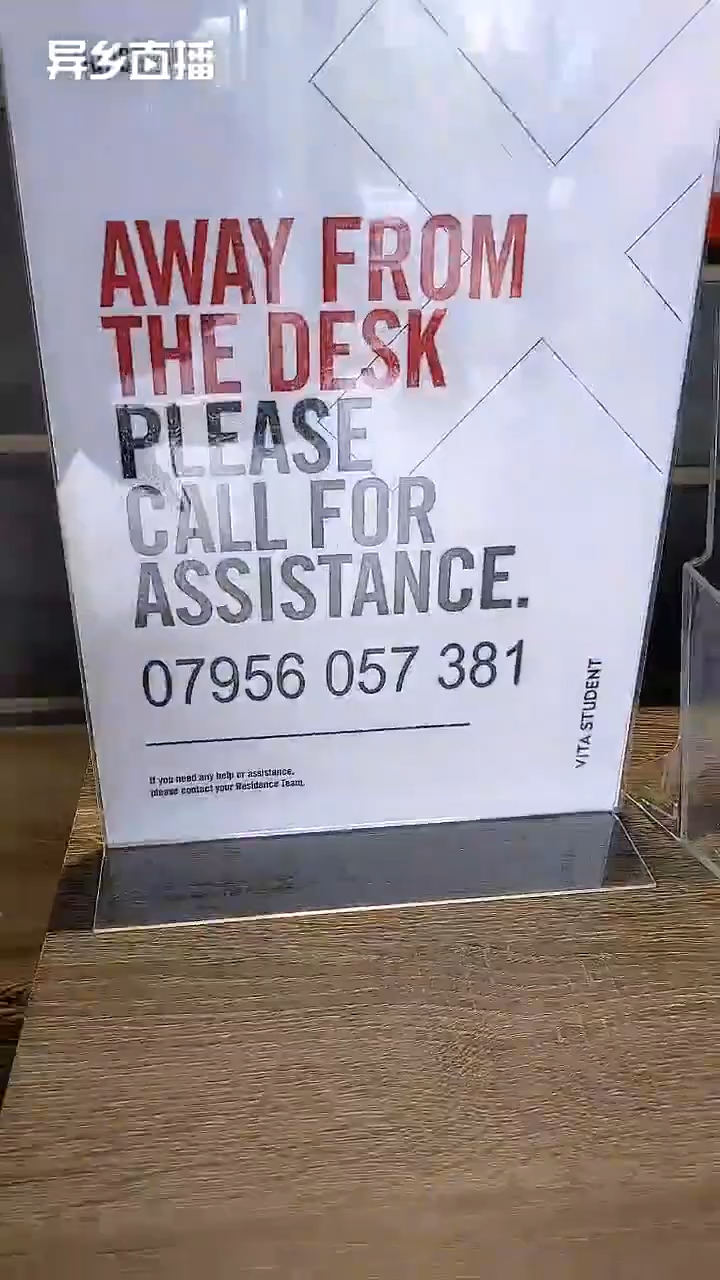 异乡直播
AWAY FROM
THE DESK
PLEASE
CALL FOR
ASSISTANCE.
07956 057 381
VITA STUDENT
If you need any help or assistance,
please contact your Residence Team.